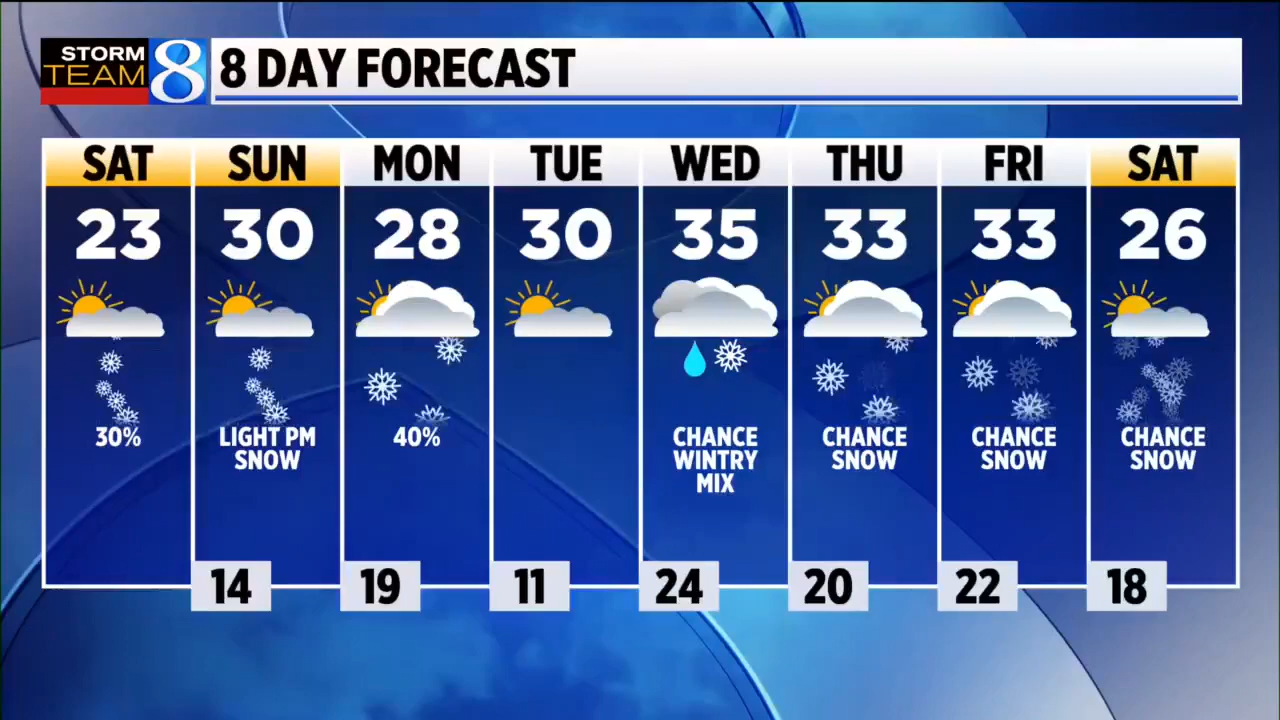 STORM
TEAM
8
8 DAY FORECAST
SAT SUN MON TUE WED THU FRI SAT
23 30 28 30 35 33 33 26
30%
LIGHT PM
SNOW
40%
CHANCE
WINTRY
MIX
CHANCE
SNOW
CHANCE
SNOW
CHANCE
SNOW
14 19 11 24 20 22 18